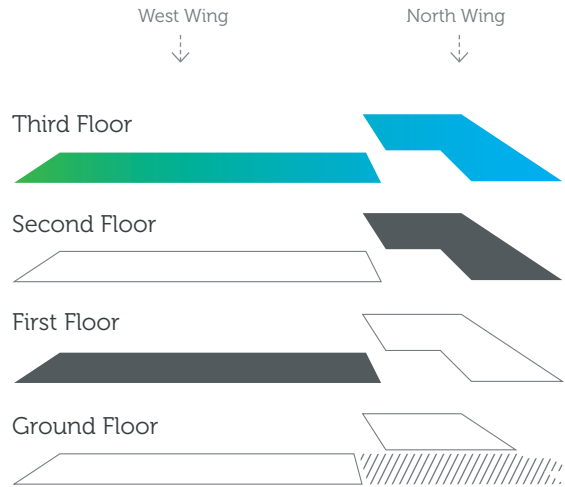 West Wing
North Wing
Third Floor
Second Floor
First Floor
Ground Floor